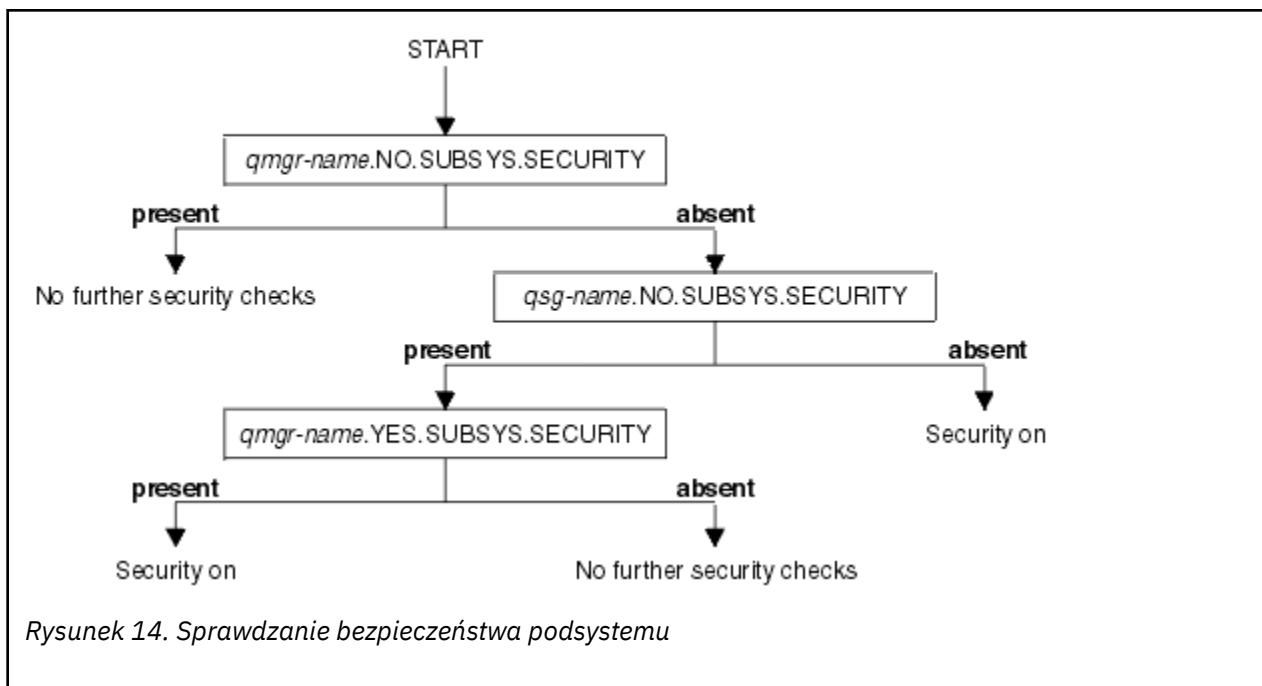 START
qmgr-name.NO.SUBSYS.SECURITY
present absent
No further security checks
qsg-name.NO.SUBSYS.SECURITY
present absent
qmgr-name.YES.SUBSYS.SECURITY
Security on
present absent
Security on
No further security checks
Rysunek 14. Sprawdzanie bezpieczeństwa podsystemu